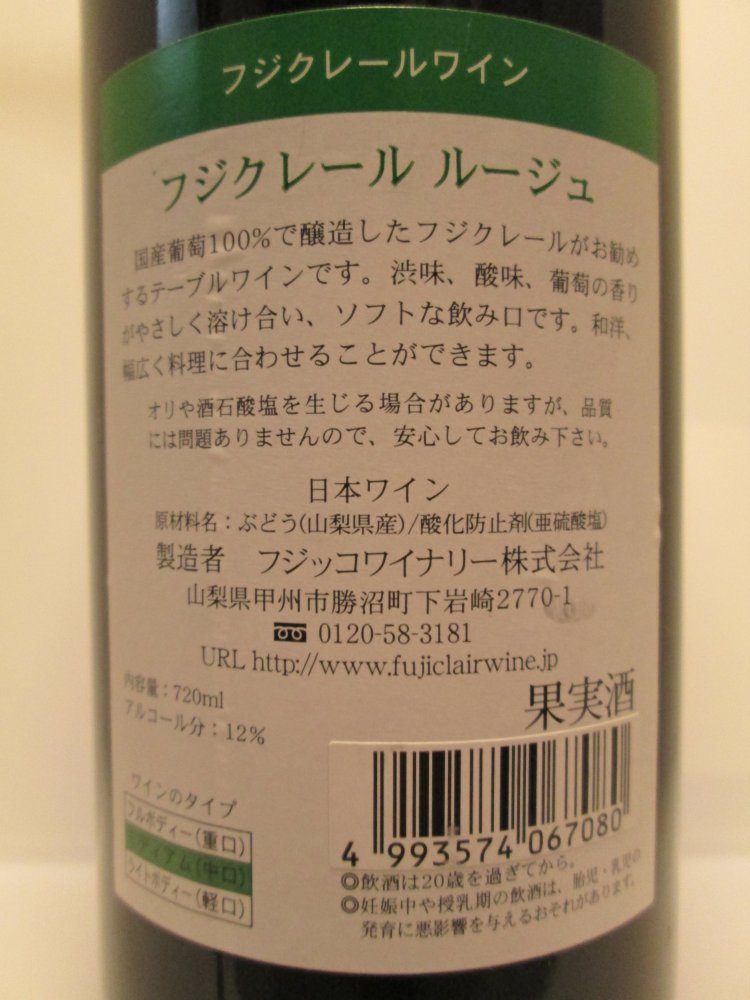 フジクレールワイン
フジクレール ルージュ
国産葡萄100%で醸造したフジクレールがお勧め
するテーブルワインです。渋味、酸味、葡萄の香り
がやさしく溶け合い、ソフトな飲み口です。和洋、
幅広く料理に合わせることができます。
オリや酒石酸塩を生じる場合がありますが、品質
には問題ありませんので、安心してお飲み下さい。
日本ワイン
原材料名：ぶどう(山梨県産)/酸化防止剤(亜硫酸塩)
製造者 フジッコワイナリー株式会社
山梨県甲州市勝沼町下岩崎2770-1
0120-58-3181
URL http://www.fujiclairwine.jp
内容量：720ml
アルコール分：12%
果実酒
ワインのタイプ
フルボディー(重口)
ミディアム(中口)
ライトボディー(軽口)
4 993574 067080
◎飲酒は20歳を過ぎてから。
◎妊娠中や授乳期の飲酒は、胎児・乳児の
発育に悪影響を与えるおそれがあります。